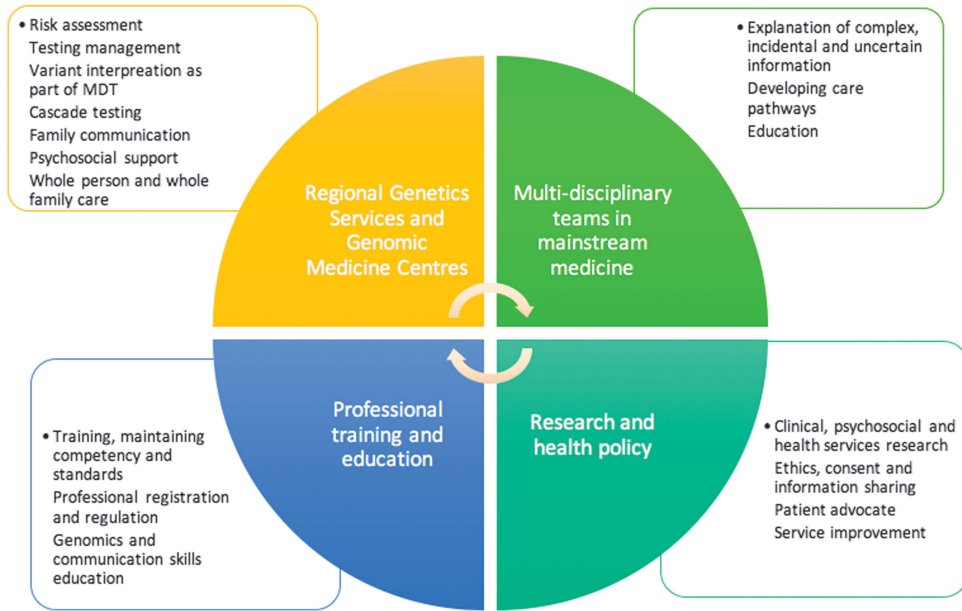 • Risk assessment
Testing management
Variant interpreation as
part of MDT
Cascade testing
Family communication
Psychosocial support
Whole person and whole
family care
Regional Genetics
Services and
Genomic
Medicine Centres
Multi-disciplinary
teams in
mainstream
medicine
• Explanation of complex,
incidental and uncertain
information
Developing care
pathways
Education
• Training, maintaining
competency and
standards
Professional registration
and regulation
Genomics and
communication skills
education
Professional
training and
education
Research and
health policy
• Clinical, psychosocial and
health services research
Ethics, consent and
information sharing
Patient advocate
Service improvement